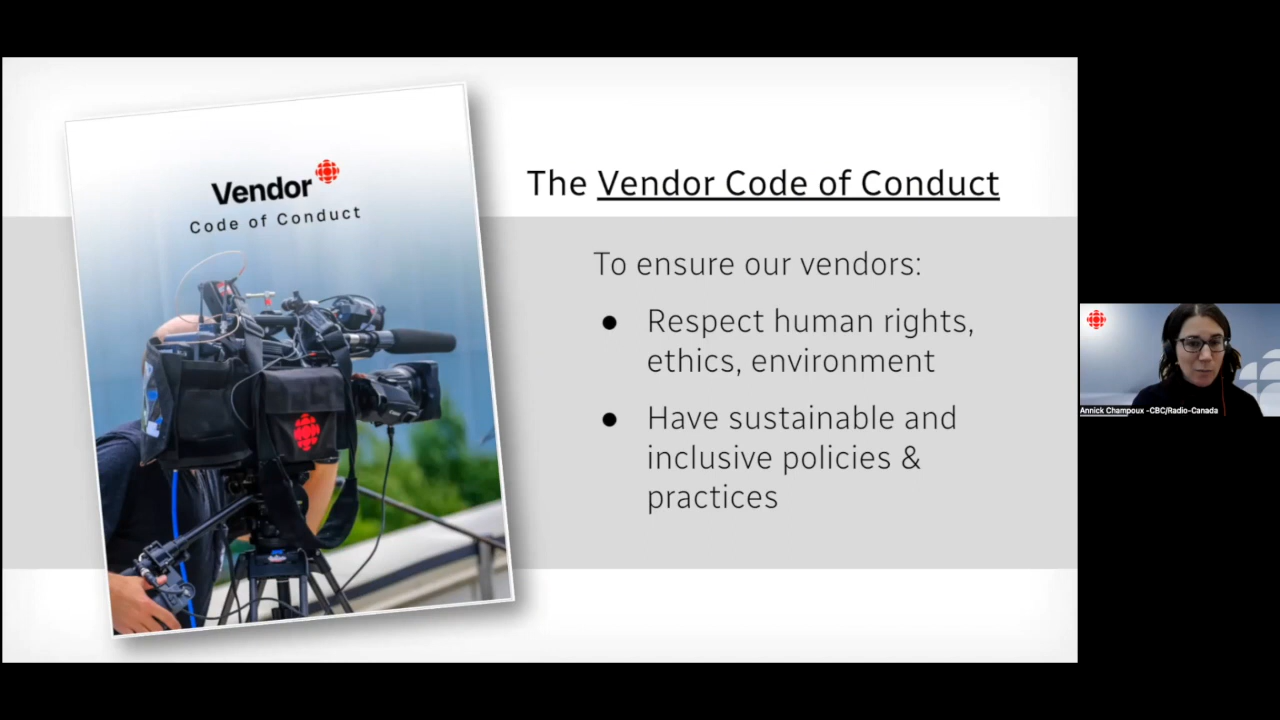 Vendor
Code of Conduct
The Vendor Code of Conduct
To ensure our vendors:
● Respect human rights,
ethics, environment
● Have sustainable and
inclusive policies &
practices
Annick Champoux -CBC/Radio-Canada